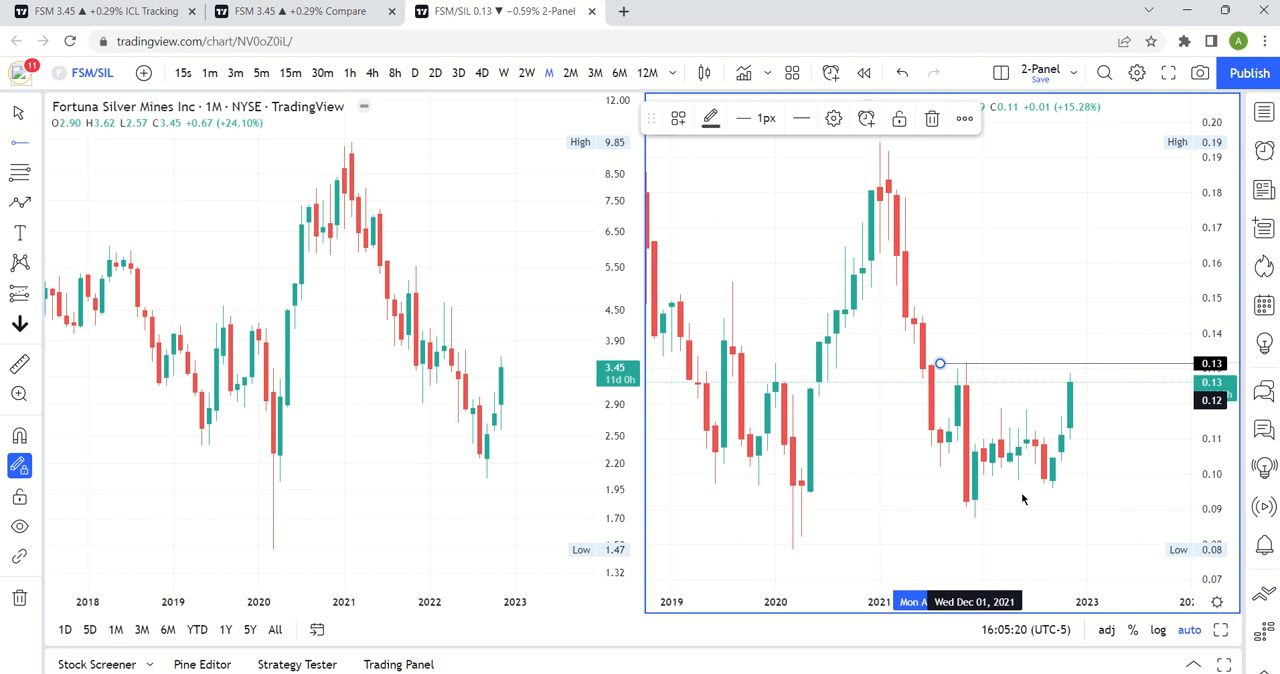 FSM 3.45 ▲ +0.29% ICL Tracking
FSM 3.45 ▲ +0.29% Compare
FSM/SIL 0.13 ▼ −0.59% 2-Panel
tradingview.com/chart/NV0oZ0iL/
A
11
FSM/SIL
15s 1m 3m 5m 15m 30m 1h 4h 8h D 2D 3D 4D W 2W M 2M 3M 6M 12M
2-Panel
Save
Publish
Fortuna Silver Mines Inc · 1M · NYSE · TradingView
O2.90 H3.62 L2.57 C3.45 +0.67 (+24.10%)
12.00
High 9.85
8.50
7.50
6.50
5.50
4.50
3.90
3.45
11d 0h
2.90
2.50
2.20
1.95
1.70
Low 1.47
1.32
2018 2019 2020 2021 2022 2023
1px
9 C0.11 +0.01 (+15.28%)
0.20
High 0.19
0.19
0.18
0.17
0.16
0.15
0.14
0.13
0.13
0.12
0.11
0.10
0.09
Low 0.08
0.07
2019 2020 2021 Mon A Wed Dec 01, 2021 2023
1D 5D 1M 3M 6M YTD 1Y 5Y All
16:05:20 (UTC-5) adj % log auto
Stock Screener Pine Editor Strategy Tester Trading Panel